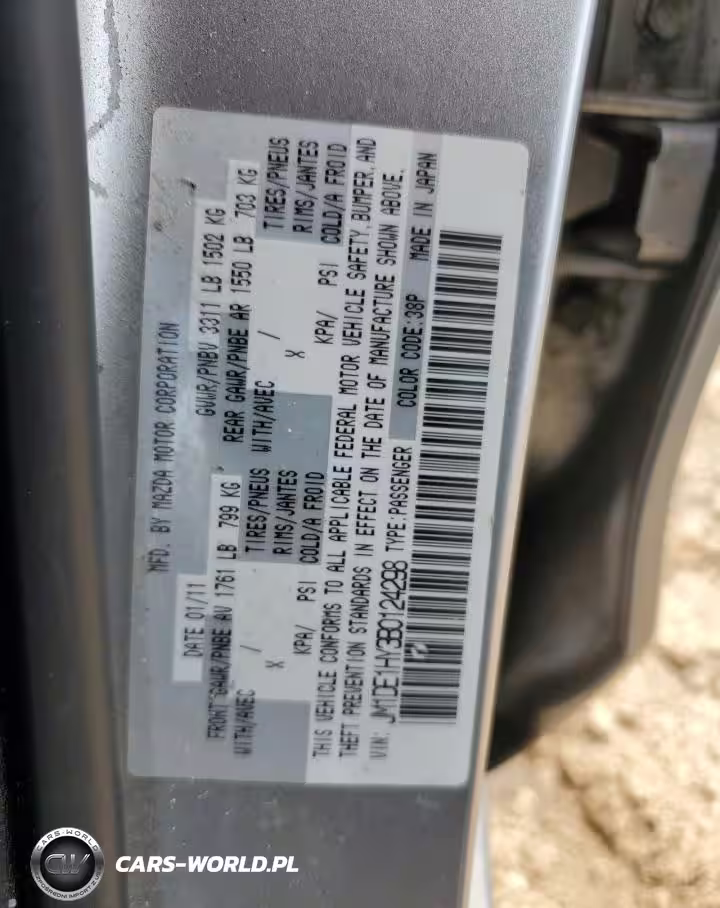 MFD. BY MAZDA MOTOR CORPORATION
DATE 01/11
GVWR/PNBV 3311 LB 1502 KG
FRONT GAWR/PNBE AV 1761 LB 799 KG
REAR GAWR/PNBE AR 1550 LB 703 KG
WITH/AVEC
TIRES/PNEUS
WITH/AVEC
TIRES/PNEUS
X /
RIMS/JANTES
X /
RIMS/JANTES
KPA/ PSI
COLD/A FROID
KPA/ PSI
COLD/A FROID
THIS VEHICLE CONFORMS TO ALL APPLICABLE FEDERAL MOTOR VEHICLE SAFETY, BUMPER, AND
THEFT PREVENTION STANDARDS IN EFFECT ON THE DATE OF MANUFACTURE SHOWN ABOVE.
VIN: JM1DE1HY3B0124298 TYPE:PASSENGER COLOR CODE:38P MADE IN JAPAN
CARS-WORLD
CW
CARS-WORLD.PL